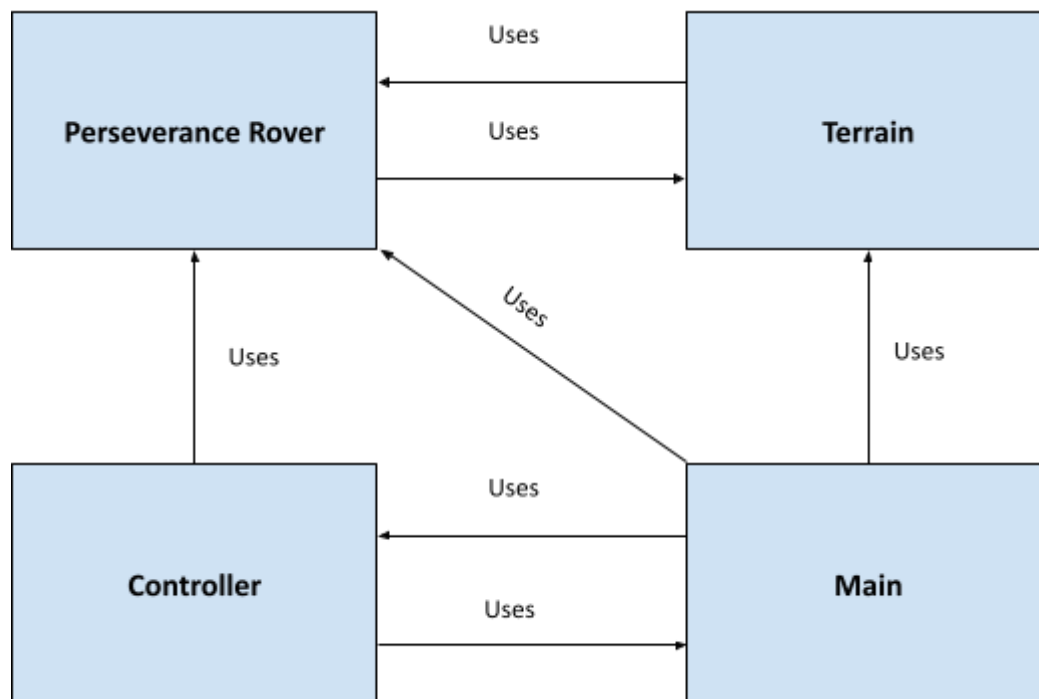 Uses
Perseverance Rover
Uses
Terrain
Uses
Uses
Uses
Uses
Controller
Uses
Main